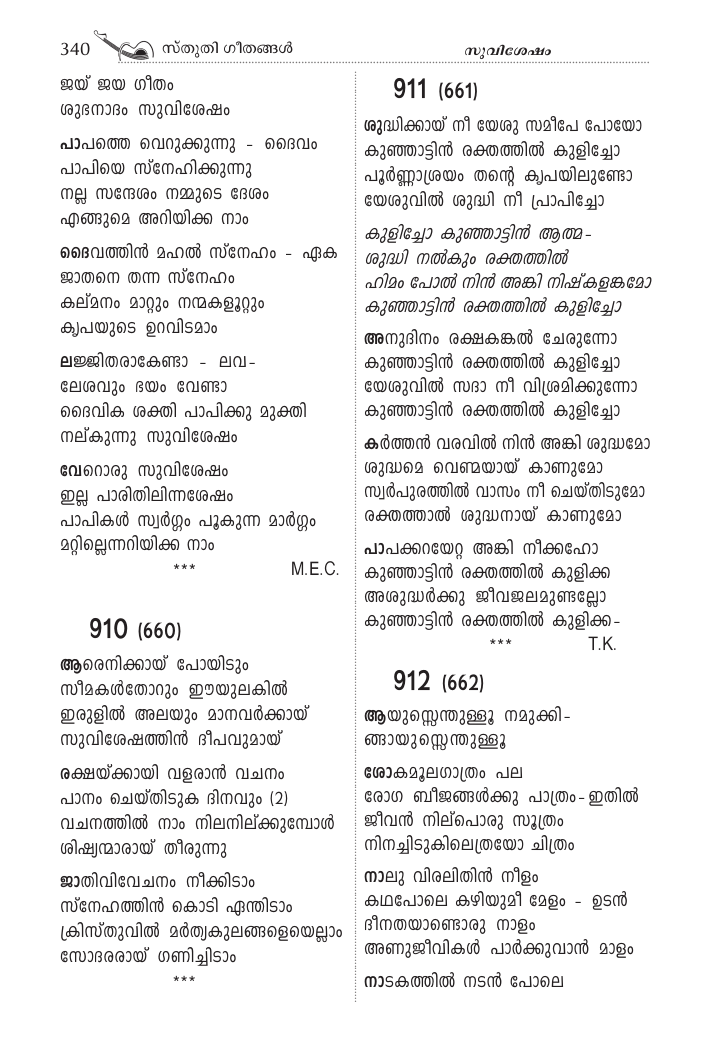 340 സ്തുതി ഗീതങ്ങൾ
സുവിശേഷം
ജയ് ജയ ഗീതം
ശുഭനാദം സുവിശേഷം
പാപത്തെ വെറുക്കുന്നു - ദൈവം
പാപിയെ സ്നേഹിക്കുന്നു
നല്ല സന്ദേശം നമ്മുടെ ദേശം
എങ്ങുമെ അറിയിക്ക നാം
ദൈവത്തിൻ മഹൽ സ്നേഹം - ഏക
ജാതനെ തന്ന സ്നേഹം
കല്മനം മാറ്റും നന്മകളൂറ്റും
കൃപയുടെ ഉറവിടമാം
ലജ്ജിതരാകേണ്ടാ - ലവ-
ലേശവും ഭയം വേണ്ടാ
ദൈവിക ശക്തി പാപിക്കു മുക്തി
നല്കുന്നു സുവിശേഷം
വേറൊരു സുവിശേഷം
ഇല്ല പാരിതിലിന്നശേഷം
പാപികൾ സ്വർഗ്ഗം പൂകുന്ന മാർഗ്ഗം
മറ്റില്ലെന്നറിയിക്ക നാം
*** M.E.C.
910 (660)
ആരെനിക്കായ് പോയിടും
സീമകൾതോറും ഈയുലകിൽ
ഇരുളിൽ അലയും മാനവർക്കായ്
സുവിശേഷത്തിൻ ദീപവുമായ്
രക്ഷയ്ക്കായി വളരാൻ വചനം
പാനം ചെയ്തിടുക ദിനവും (2)
വചനത്തിൽ നാം നിലനില്ക്കുമ്പോൾ
ശിഷ്യന്മാരായ് തീരുന്നു
ജാതിവിവേചനം നീക്കിടാം
സ്നേഹത്തിൻ കൊടി ഏന്തിടാം
ക്രിസ്തുവിൽ മർത്യകുലങ്ങളെയെല്ലാം
സോദരരായ് ഗണിച്ചിടാം
***
911 (661)
ശുദ്ധിക്കായ് നീ യേശു സമീപേ പോയോ
കുഞ്ഞാട്ടിൻ രക്തത്തിൽ കുളിച്ചോ
പൂർണ്ണാശ്രയം തന്റെ കൃപയിലുണ്ടോ
യേശുവിൽ ശുദ്ധി നീ പ്രാപിച്ചോ
കുളിച്ചോ കുഞ്ഞാട്ടിൻ ആത്മ-
ശുദ്ധി നൽകും രക്തത്തിൽ
ഹിമം പോൽ നിൻ അങ്കി നിഷ്കളങ്കമോ
കുഞ്ഞാട്ടിൻ രക്തത്തിൽ കുളിച്ചോ
അനുദിനം രക്ഷകങ്കൽ ചേരുന്നോ
കുഞ്ഞാട്ടിൻ രക്തത്തിൽ കുളിച്ചോ
യേശുവിൽ സദാ നീ വിശ്രമിക്കുന്നോ
കുഞ്ഞാട്ടിൻ രക്തത്തിൽ കുളിച്ചോ
കർത്തൻ വരവിൽ നിൻ അങ്കി ശുദ്ധമോ
ശുദ്ധമെ വെണ്മയായ് കാണുമോ
സ്വർപുരത്തിൽ വാസം നീ ചെയ്തിടുമോ
രക്തത്താൽ ശുദ്ധനായ് കാണുമോ
പാപക്കറയേറ്റ അങ്കി നീക്കഹോ
കുഞ്ഞാട്ടിൻ രക്തത്തിൽ കുളിക്ക
അശുദ്ധർക്കു ജീവജലമുണ്ടല്ലോ
കുഞ്ഞാട്ടിൻ രക്തത്തിൽ കുളിക്ക-
*** T.K.
912 (662)
ആയുസ്സെന്തുള്ളൂ നമുക്കി-
ങ്ങായുസ്സെന്തുള്ളൂ
ശോകമൂലഗാത്രം പല
രോഗ ബീജങ്ങൾക്കു പാത്രം-ഇതിൽ
ജീവൻ നില്പൊരു സൂത്രം
നിനച്ചിടുകിലെത്രയോ ചിത്രം
നാലു വിരലിതിൻ നീളം
കഥപോലെ കഴിയുമീ മേളം - ഉടൻ
ദീനതയാണ്ടൊരു നാളം
അണുജീവികൾ പാർക്കുവാൻ മാളം
നാടകത്തിൽ നടൻ പോലെ